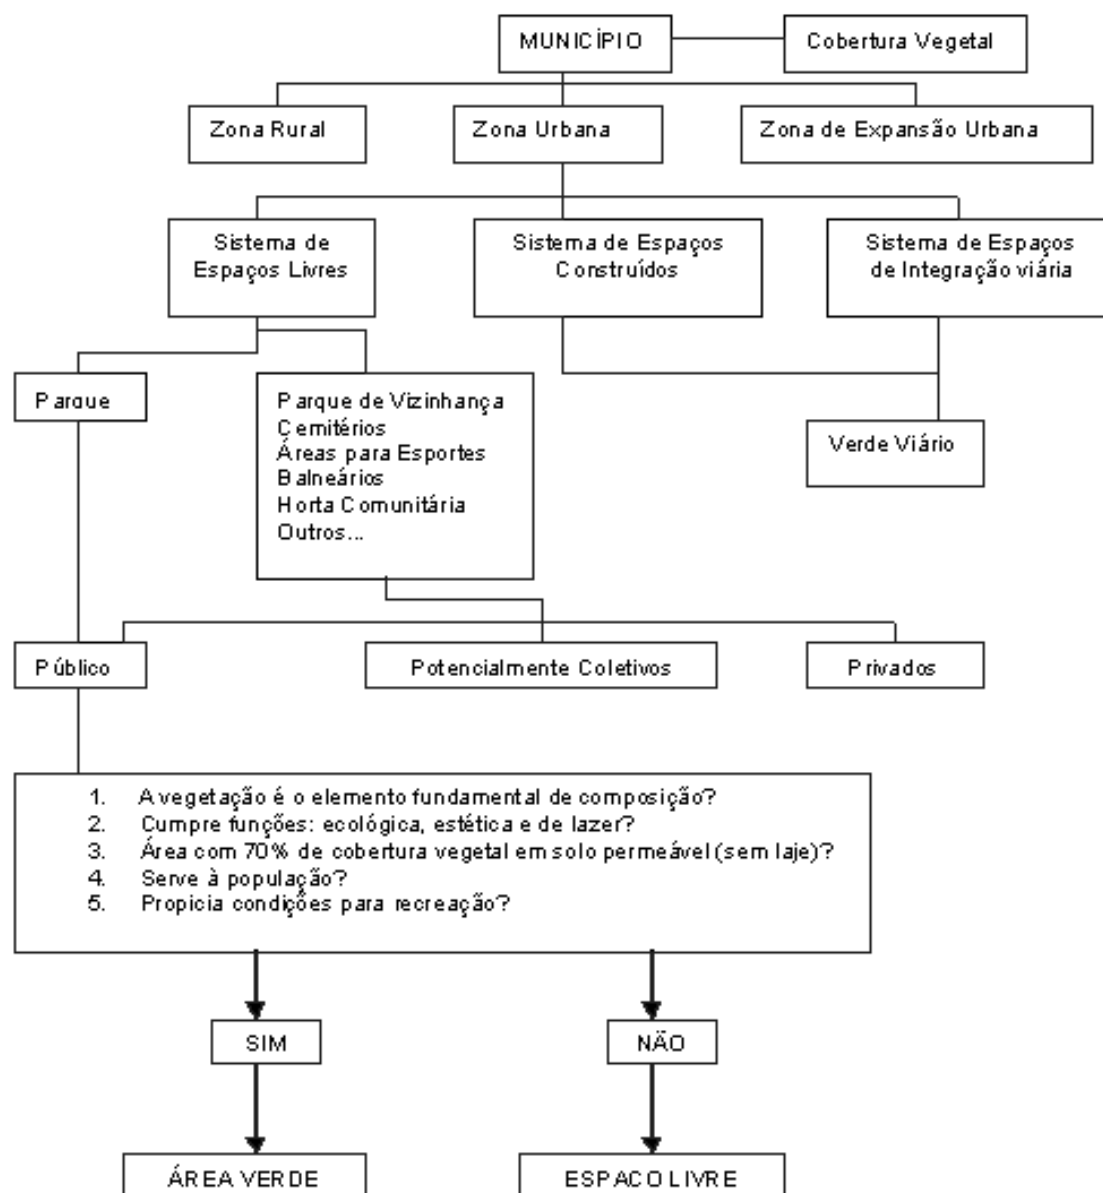 MUNICÍPIO
Cobertura Vegetal
Zona Rural
Zona Urbana
Zona de Expansão Urbana
Sistema de
Espaços Livres
Sistema de Espaços
Construídos
Sistema de Espaços
de Integração viária
Parque
Parque de Vizinhança
Cemitérios
Áreas para Esportes
Balneários
Horta Comunitária
Outros...
Verde Viário
Público
Potencialmente Coletivos
Privados
1. A vegetação é o elemento fundamental de composição?
2. Cumpre funções: ecológica, estética e de lazer?
3. Área com 70% de cobertura vegetal em solo permeável (sem laje)?
4. Serve à população?
5. Propicia condições para recreação?
SIM
NÃO
ÁREA VERDE
ESPACO LIVRE